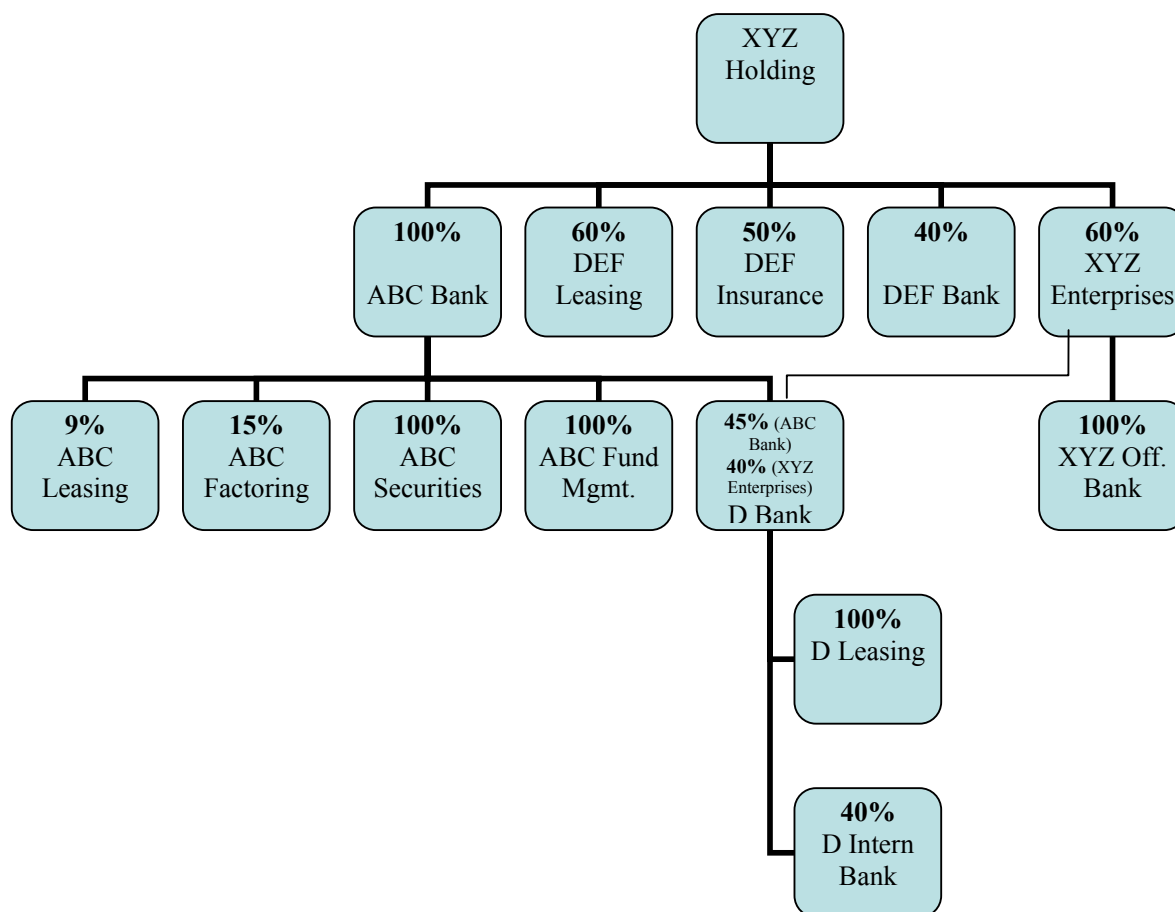 XYZ
Holding
100%
ABC Bank
60%
DEF
Leasing
50%
DEF
Insurance
40%
DEF Bank
60%
XYZ
Enterprises
9%
ABC
Leasing
15%
ABC
Factoring
100%
ABC
Securities
100%
ABC Fund
Mgmt.
45% (ABC
Bank)
40% (XYZ
Enterprises)
D Bank
100%
XYZ Off.
Bank
100%
D Leasing
40%
D Intern
Bank